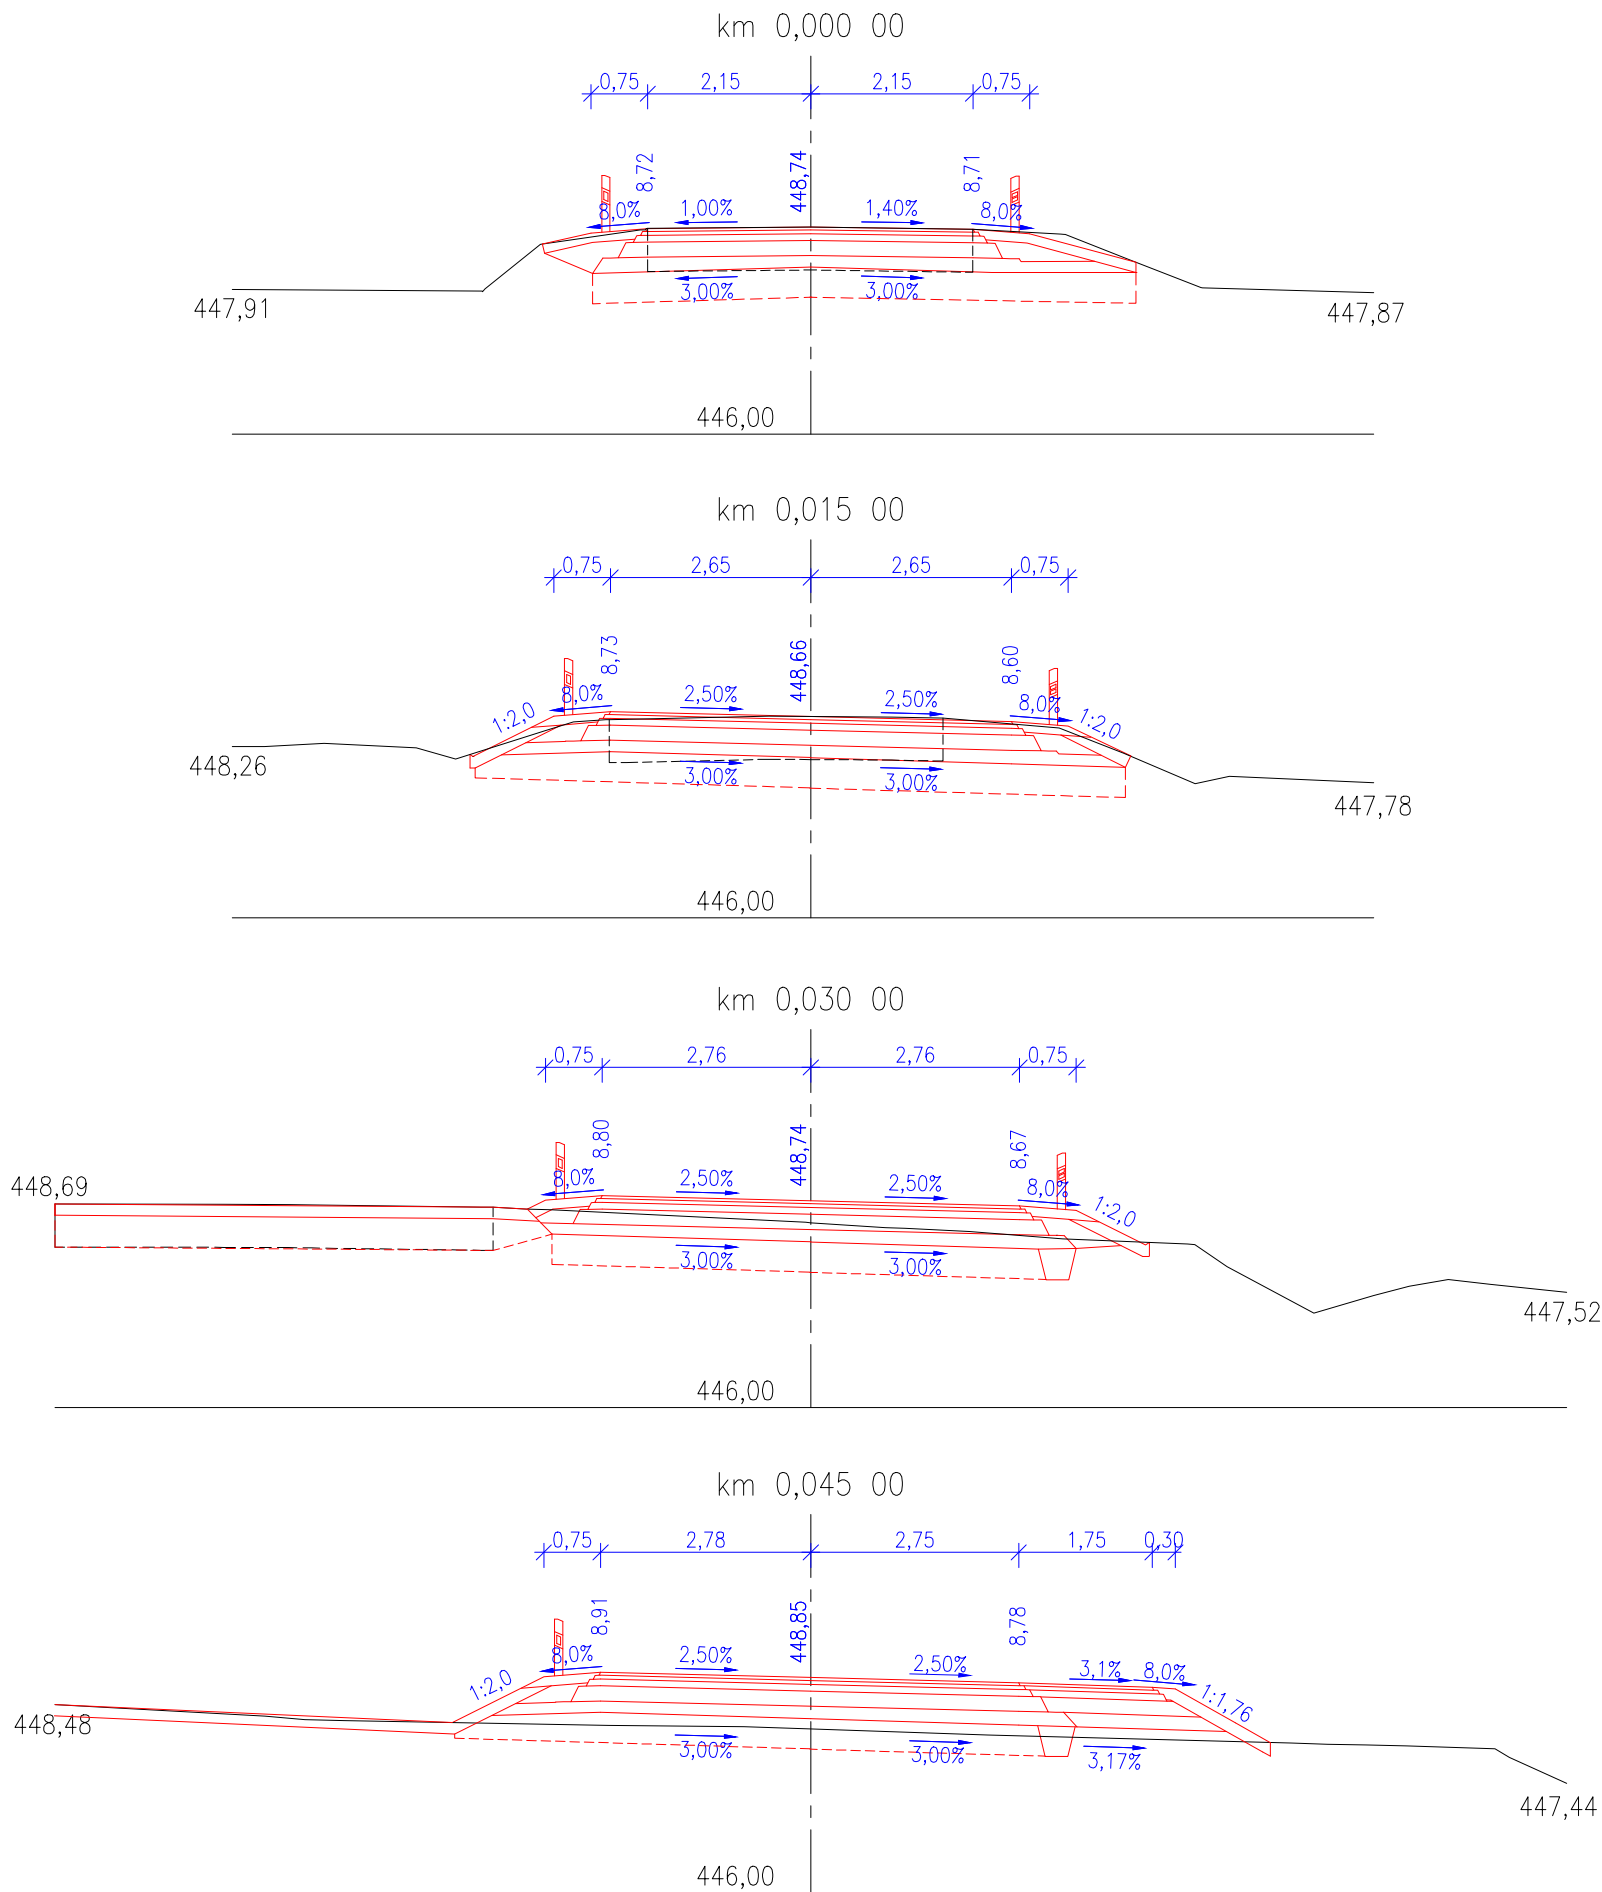 km 0,000 00
0,75 2,15 2,15 0,75
8,72 448,74 8,71
8,0% 1,00% 1,40% 8,0%
3,00% 3,00%
447,91 447,87
446,00
km 0,015 00
0,75 2,65 2,65 0,75
8,73 448,66 8,60
1:2,0 8,0% 2,50% 2,50% 8,0% 1:2,0
3,00% 3,00%
448,26 447,78
446,00
km 0,030 00
0,75 2,76 2,76 0,75
8,80 448,74 8,67
448,69 8,0% 2,50% 2,50% 8,0% 1:2,0
3,00% 3,00%
447,52
446,00
km 0,045 00
0,75 2,78 2,75 1,75 0,30
8,91 448,85 8,78
1:2,0 8,0% 2,50% 2,50% 3,1% 8,0% 1:1,76
448,48 3,00% 3,00% 3,17%
447,44
446,00